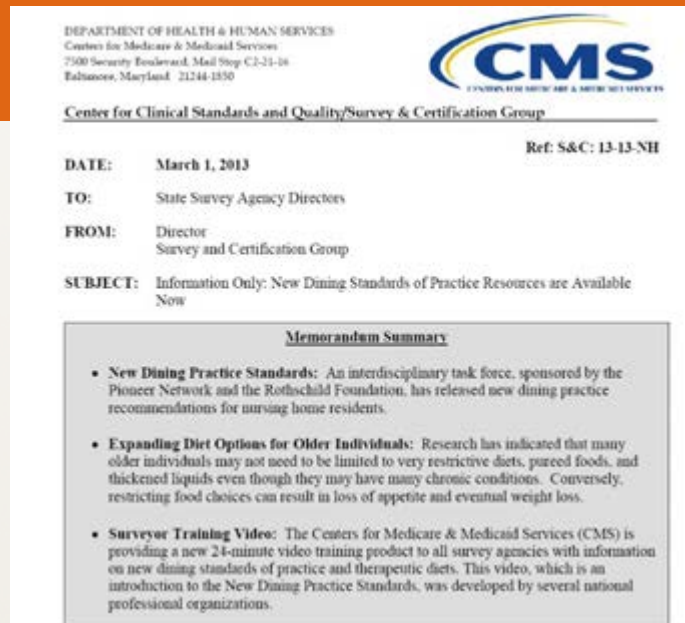 DEPARTMENT OF HEALTH & HUMAN SERVICES
Centers for Medicare & Medicaid Services
7500 Security Boulevard, Mail Stop C2-21-16
Baltimore, Maryland 21244-1850
CMS
CENTERS FOR MEDICARE & MEDICAID SERVICES
Center for Clinical Standards and Quality/Survey & Certification Group
Ref: S&C: 13-13-NH
DATE: March 1, 2013
TO: State Survey Agency Directors
FROM: Director
Survey and Certification Group
SUBJECT: Information Only: New Dining Standards of Practice Resources are Available
Now
Memorandum Summary
• New Dining Practice Standards: An interdisciplinary task force, sponsored by the
Pioneer Network and the Rothschild Foundation, has released new dining practice
recommendations for nursing home residents.
• Expanding Diet Options for Older Individuals: Research has indicated that many
older individuals may not need to be limited to very restrictive diets, pureed foods, and
thickened liquids even though they may have many chronic conditions. Conversely,
restricting food choices can result in loss of appetite and eventual weight loss.
• Surveyor Training Video: The Centers for Medicare & Medicaid Services (CMS) is
providing a new 24-minute video training product to all survey agencies with information
on new dining standards of practice and therapeutic diets. This video, which is an
introduction to the New Dining Practice Standards, was developed by several national
professional organizations.